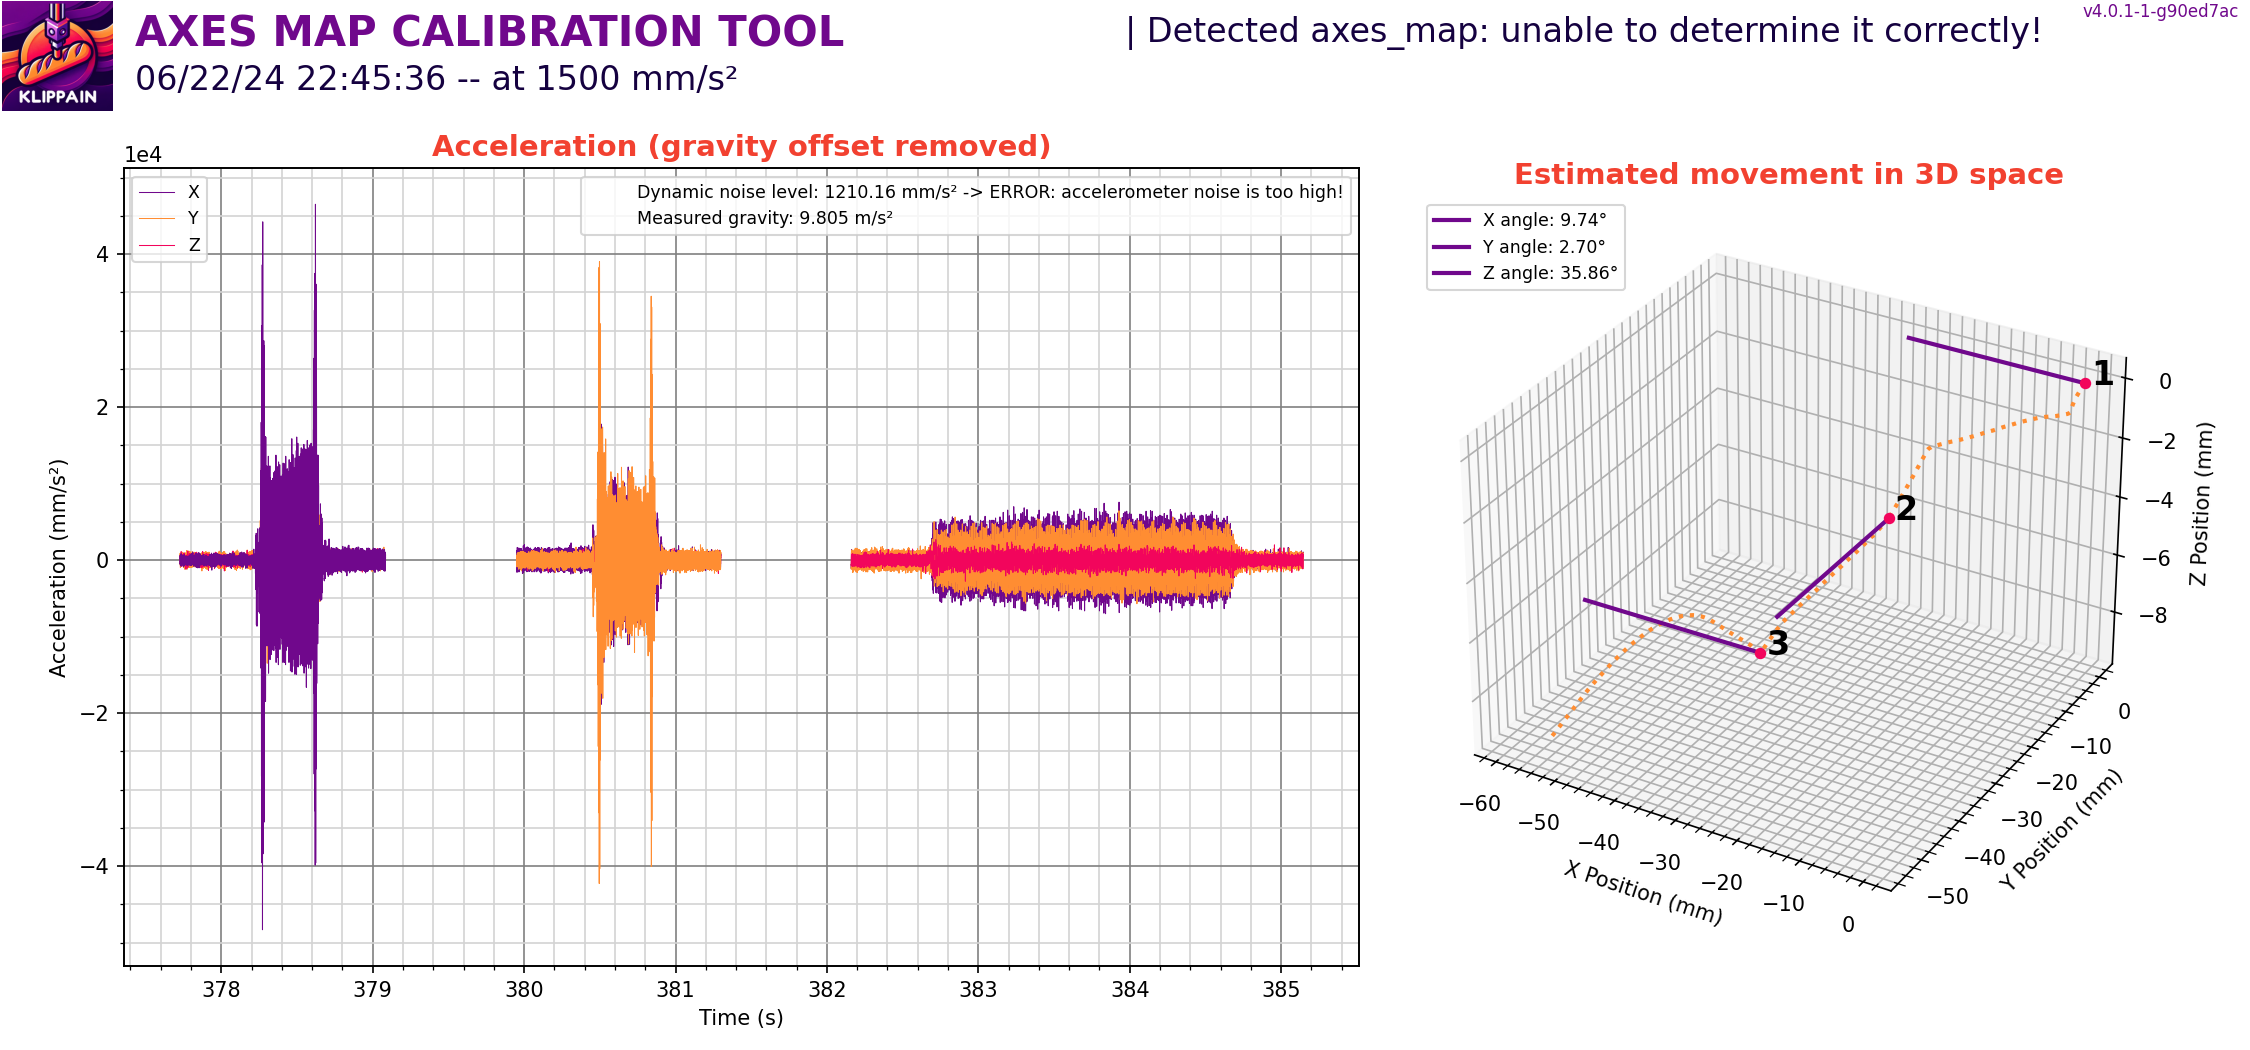 KLIPPAIN
AXES MAP CALIBRATION TOOL
06/22/24 22:45:36 -- at 1500 mm/s²
| Detected axes_map: unable to determine it correctly!
v4.0.1-1-g90ed7ac
Acceleration (gravity offset removed)
1e4
X
Y
Z
Dynamic noise level: 1210.16 mm/s² -> ERROR: accelerometer noise is too high!
Measured gravity: 9.805 m/s²
Acceleration (mm/s²)
4
2
0
−2
−4
378 379 380 381 382 383 384 385
Time (s)
Estimated movement in 3D space
X angle: 9.74°
Y angle: 2.70°
Z angle: 35.86°
1
2
3
0
−2
−4
−6
−8
Z Position (mm)
0
−10
−20
−30
−40
−50
Y Position (mm)
−60
−50
−40
−30
−20
−10
0
X Position (mm)